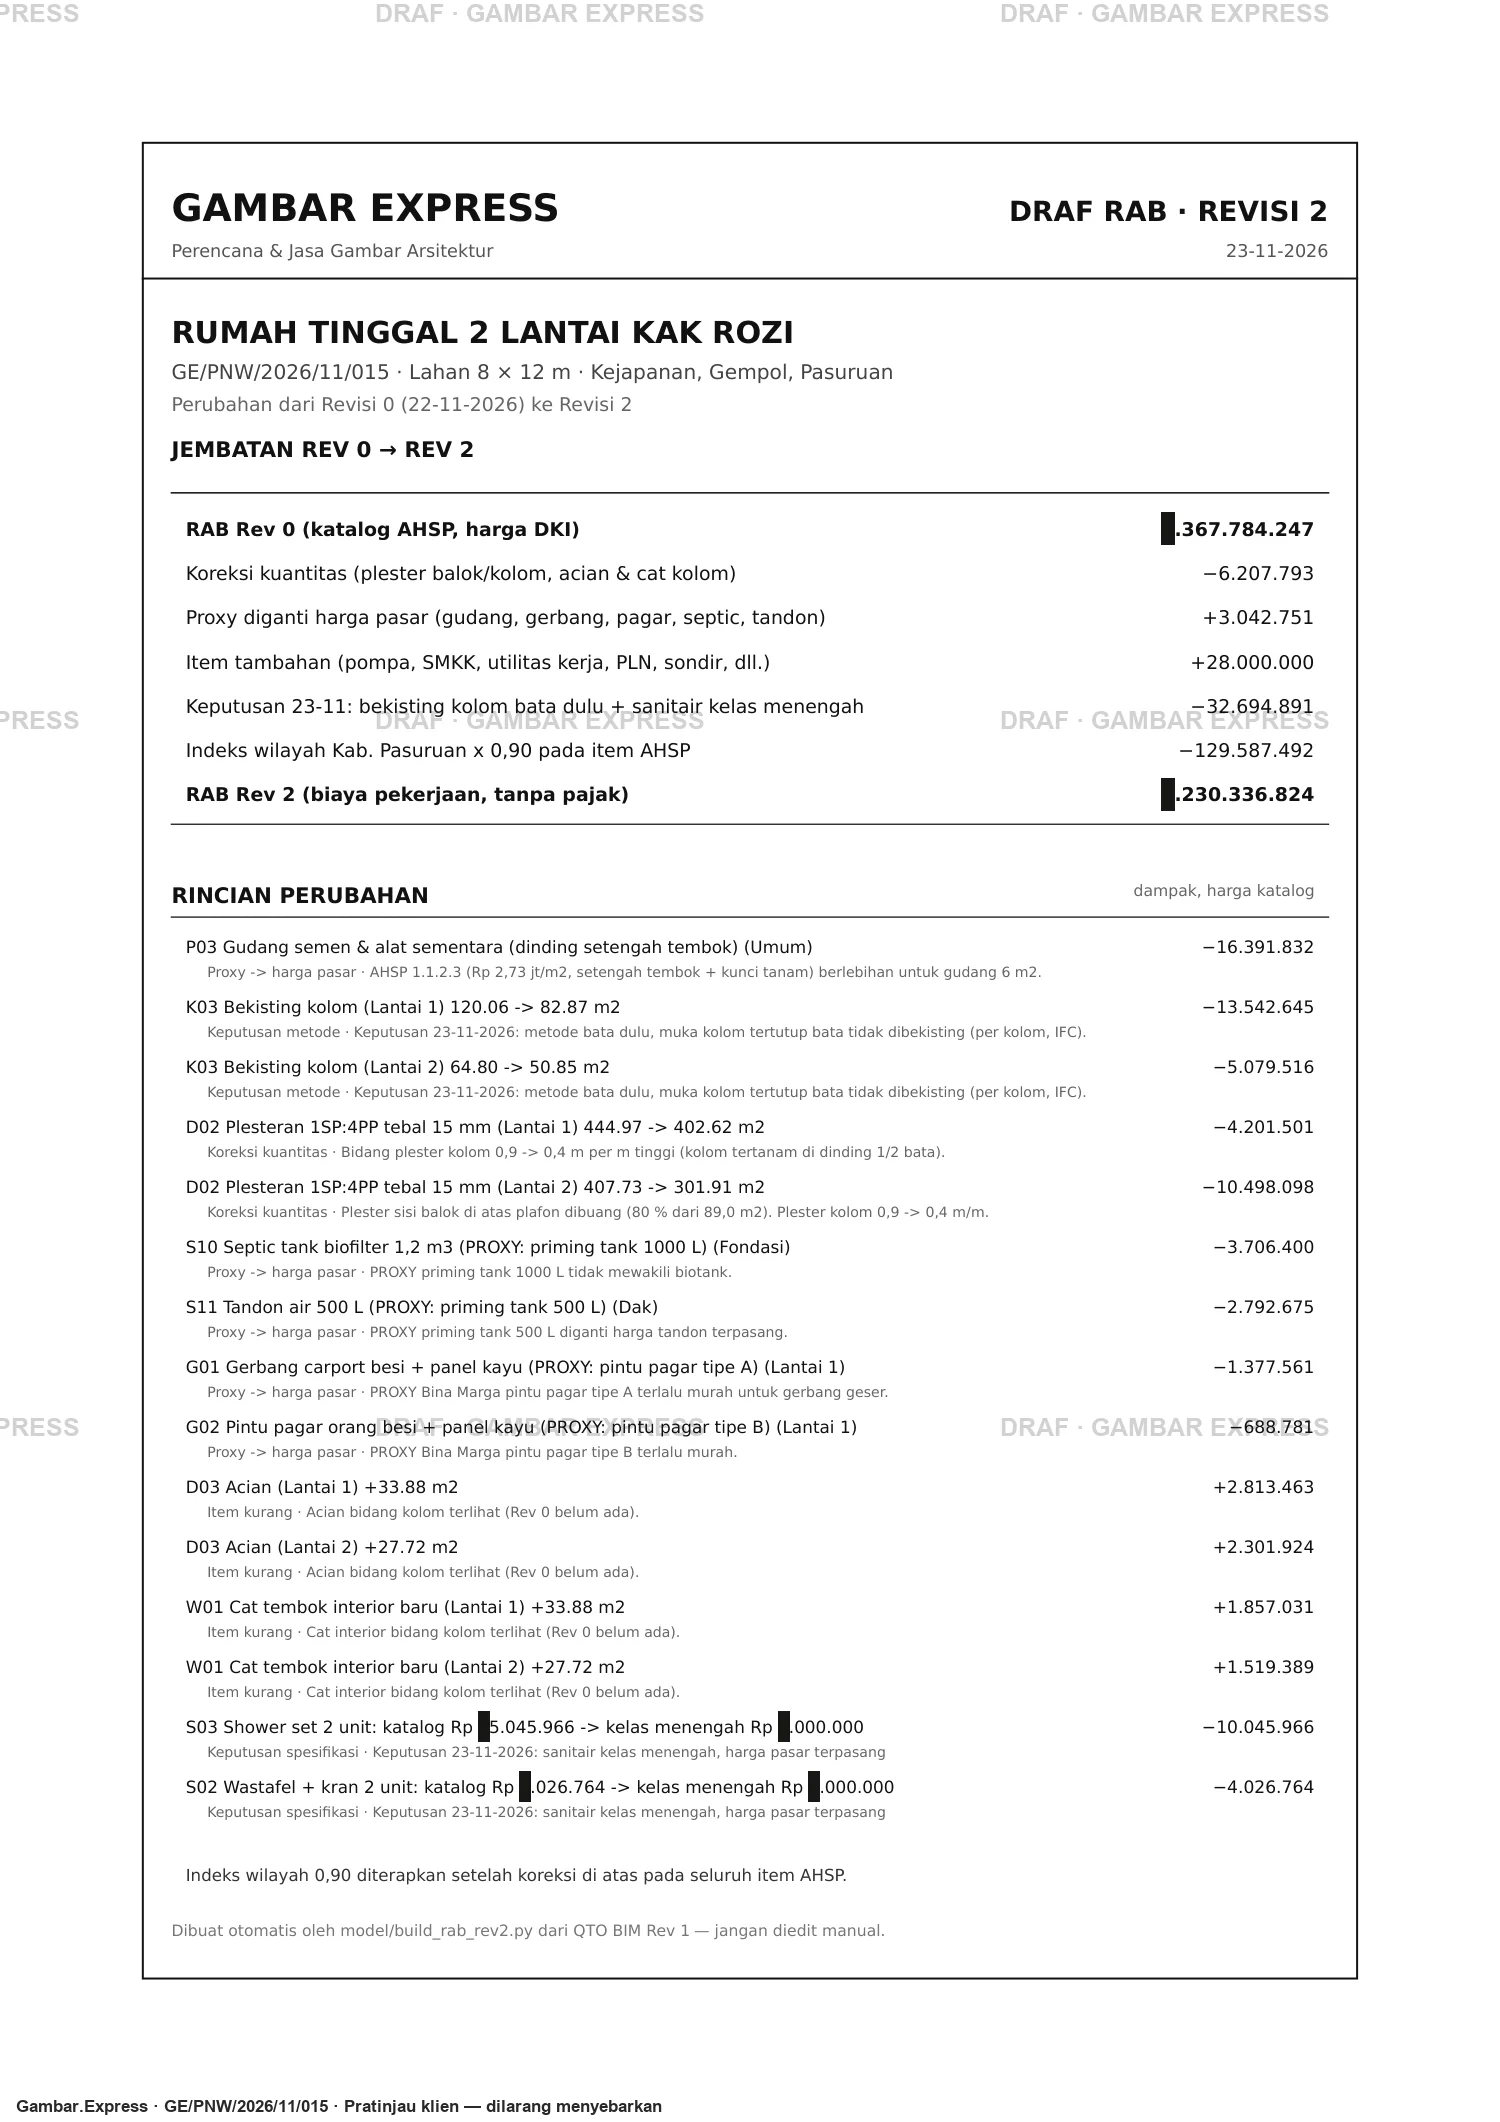 PRESS DRAF · GAMBAR EXPRESS DRAF · GAMBAR EXPRESS
GAMBAR EXPRESS DRAF RAB · REVISI 2
Perencana & Jasa Gambar Arsitektur 23-11-2026
RUMAH TINGGAL 2 LANTAI KAK ROZI
GE/PNW/2026/11/015 · Lahan 8 × 12 m · Kejapanan, Gempol, Pasuruan
Perubahan dari Revisi 0 (22-11-2026) ke Revisi 2
JEMBATAN REV 0 → REV 2
RAB Rev 0 (katalog AHSP, harga DKI) .367.784.247
Koreksi kuantitas (plester balok/kolom, acian & cat kolom) −6.207.793
Proxy diganti harga pasar (gudang, gerbang, pagar, septic, tandon) +3.042.751
Item tambahan (pompa, SMKK, utilitas kerja, PLN, sondir, dll.) +28.000.000
Keputusan 23-11: bekisting kolom bata dulu + sanitair kelas menengah −32.694.891
PRESS DRAF · GAMBAR EXPRESS DRAF · GAMBAR EXPRESS
Indeks wilayah Kab. Pasuruan x 0,90 pada item AHSP −129.587.492
RAB Rev 2 (biaya pekerjaan, tanpa pajak) .230.336.824
RINCIAN PERUBAHAN dampak, harga katalog
P03 Gudang semen & alat sementara (dinding setengah tembok) (Umum) −16.391.832
Proxy -> harga pasar · AHSP 1.1.2.3 (Rp 2,73 jt/m2, setengah tembok + kunci tanam) berlebihan untuk gudang 6 m2.
K03 Bekisting kolom (Lantai 1) 120.06 -> 82.87 m2 −13.542.645
Keputusan metode · Keputusan 23-11-2026: metode bata dulu, muka kolom tertutup bata tidak dibekisting (per kolom, IFC).
K03 Bekisting kolom (Lantai 2) 64.80 -> 50.85 m2 −5.079.516
Keputusan metode · Keputusan 23-11-2026: metode bata dulu, muka kolom tertutup bata tidak dibekisting (per kolom, IFC).
D02 Plesteran 1SP:4PP tebal 15 mm (Lantai 1) 444.97 -> 402.62 m2 −4.201.501
Koreksi kuantitas · Bidang plester kolom 0,9 -> 0,4 m per m tinggi (kolom tertanam di dinding 1/2 bata).
D02 Plesteran 1SP:4PP tebal 15 mm (Lantai 2) 407.73 -> 301.91 m2 −10.498.098
Koreksi kuantitas · Plester sisi balok di atas plafon dibuang (80 % dari 89,0 m2). Plester kolom 0,9 -> 0,4 m/m.
S10 Septic tank biofilter 1,2 m3 (PROXY: priming tank 1000 L) (Fondasi) −3.706.400
Proxy -> harga pasar · PROXY priming tank 1000 L tidak mewakili biotank.
S11 Tandon air 500 L (PROXY: priming tank 500 L) (Dak) −2.792.675
Proxy -> harga pasar · PROXY priming tank 500 L diganti harga tandon terpasang.
G01 Gerbang carport besi + panel kayu (PROXY: pintu pagar tipe A) (Lantai 1) −1.377.561
Proxy -> harga pasar · PROXY Bina Marga pintu pagar tipe A terlalu murah untuk gerbang geser.
G02 Pintu pagar orang besi + panel kayu (PROXY: pintu pagar tipe B) (Lantai 1) −688.781
PRESS DRAF · GAMBAR EXPRESS DRAF · GAMBAR EXPRESS
Proxy -> harga pasar · PROXY Bina Marga pintu pagar tipe B terlalu murah.
D03 Acian (Lantai 1) +33.88 m2 +2.813.463
Item kurang · Acian bidang kolom terlihat (Rev 0 belum ada).
D03 Acian (Lantai 2) +27.72 m2 +2.301.924
Item kurang · Acian bidang kolom terlihat (Rev 0 belum ada).
W01 Cat tembok interior baru (Lantai 1) +33.88 m2 +1.857.031
Item kurang · Cat interior bidang kolom terlihat (Rev 0 belum ada).
W01 Cat tembok interior baru (Lantai 2) +27.72 m2 +1.519.389
Item kurang · Cat interior bidang kolom terlihat (Rev 0 belum ada).
S03 Shower set 2 unit: katalog Rp 5.045.966 -> kelas menengah Rp .000.000 −10.045.966
Keputusan spesifikasi · Keputusan 23-11-2026: sanitair kelas menengah, harga pasar terpasang
S02 Wastafel + kran 2 unit: katalog Rp .026.764 -> kelas menengah Rp .000.000 −4.026.764
Keputusan spesifikasi · Keputusan 23-11-2026: sanitair kelas menengah, harga pasar terpasang
Indeks wilayah 0,90 diterapkan setelah koreksi di atas pada seluruh item AHSP.
Dibuat otomatis oleh model/build_rab_rev2.py dari QTO BIM Rev 1 — jangan diedit manual.
Gambar.Express · GE/PNW/2026/11/015 · Pratinjau klien — dilarang menyebarkan